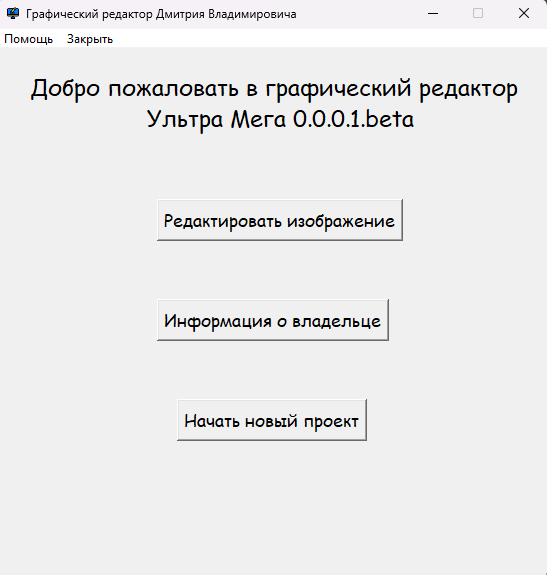 Графический редактор Дмитрия Владимировича
Помощь Закрыть
Добро пожаловать в графический редактор
Ультра Мега 0.0.0.1.beta
Редактировать изображение
Информация о владельце
Начать новый проект